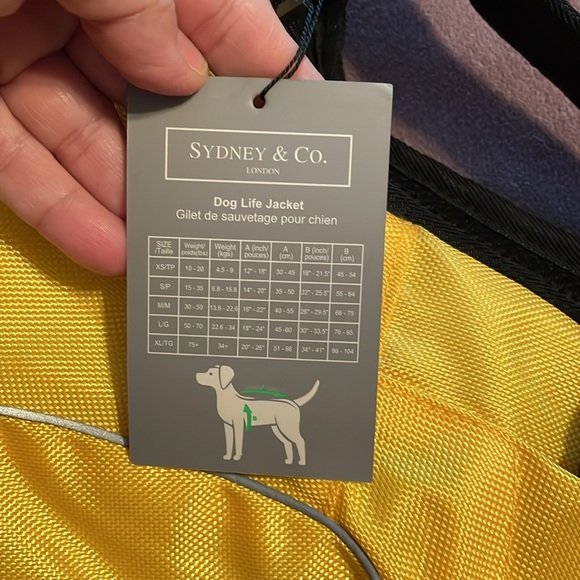 SYDNEY & CO.
LONDON
Dog Life Jacket
Gilet de sauvetage pour chien
SIZE /Taille Weight/ poids(lbs) Weight (kgs) A (inch/ pouces) A (cm) B (inch/ pouces) B (cm)
XS/TP 10 - 20 4.5 - 9 12" - 18" 30 - 45 18" - 21.5" 45 - 54
S/P 15 - 35 6.8 - 15.8 14" - 20" 35 - 50 22" - 25.5" 55 - 64
M/M 30 - 50 13.6 - 22.6 16" - 22" 40 - 55 26" - 29.5" 66 - 75
L/G 50 - 70 22.6 - 34 18" - 24" 45 -60 30" - 33.5" 76 - 85
XL/TG 75+ 34+ 20" - 26" 51 - 66 34" - 41" 86 - 104